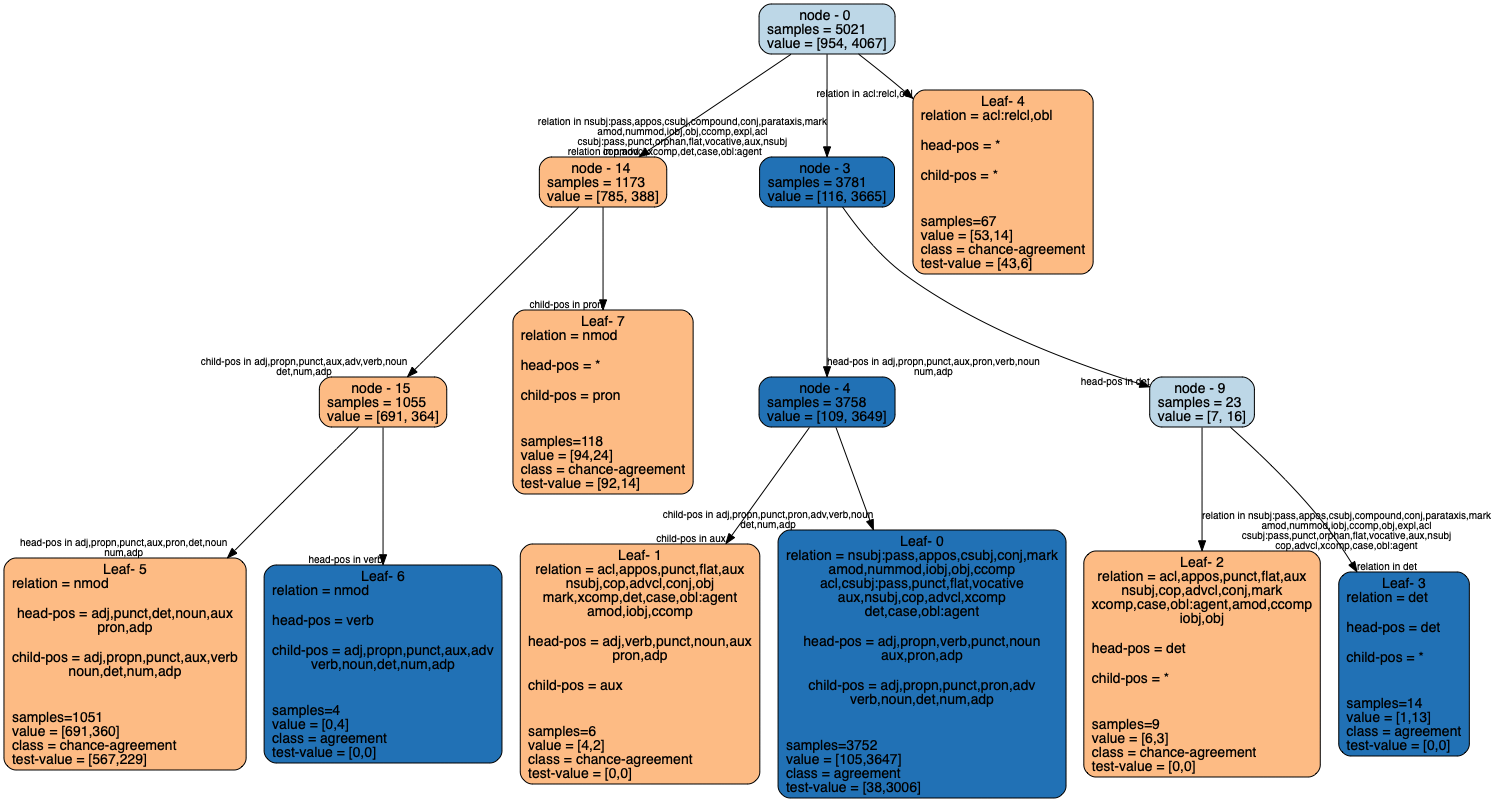 node - 0
samples = 5021
value = [954, 4067]
relation in acl:relcl,obl
relation in nsubj:pass,appos,csubj,compound,conj,parataxis,mark
amod,nummod,iobj,obj,ccomp,expl,acl
csubj:pass,punct,orphan,flat,vocative,aux,nsubj
cop,advcl,xcomp,det,case,obl:agent
relation in nmod
Leaf- 4
relation = acl:relcl,obl
head-pos = *
child-pos = *
samples=67
value = [53,14]
class = chance-agreement
test-value = [43,6]
node - 14
samples = 1173
value = [785, 388]
node - 3
samples = 3781
value = [116, 3665]
child-pos in pron
Leaf- 7
relation = nmod
head-pos = *
child-pos = pron
samples=118
value = [94,24]
class = chance-agreement
test-value = [92,14]
child-pos in adj,propn,punct,aux,adv,verb,noun
det,num,adp
node - 15
samples = 1055
value = [691, 364]
head-pos in adj,propn,punct,aux,pron,verb,noun
num,adp
node - 4
samples = 3758
value = [109, 3649]
head-pos in det
node - 9
samples = 23
value = [7, 16]
head-pos in adj,propn,punct,aux,pron,det,noun
num,adp
Leaf- 5
relation = nmod
head-pos = adj,punct,det,noun,aux
pron,adp
child-pos = adj,propn,punct,aux,verb
noun,det,num,adp
samples=1051
value = [691,360]
class = chance-agreement
test-value = [567,229]
head-pos in verb
Leaf- 6
relation = nmod
head-pos = verb
child-pos = adj,propn,punct,aux,adv
verb,noun,det,num,adp
samples=4
value = [0,4]
class = agreement
test-value = [0,0]
child-pos in adj,propn,punct,pron,adv,verb,noun
det,num,adp
child-pos in aux
Leaf- 1
relation = acl,appos,punct,flat,aux
nsubj,cop,advcl,conj,obj
mark,xcomp,det,case,obl:agent
amod,iobj,ccomp
head-pos = adj,verb,punct,noun,aux
pron,adp
child-pos = aux
samples=6
value = [4,2]
class = chance-agreement
test-value = [0,0]
Leaf- 0
relation = nsubj:pass,appos,csubj,conj,mark
amod,nummod,iobj,obj,ccomp
acl,csubj:pass,punct,flat,vocative
aux,nsubj,cop,advcl,xcomp
det,case,obl:agent
head-pos = adj,propn,verb,punct,noun
aux,pron,adp
child-pos = adj,propn,punct,pron,adv
verb,noun,det,num,adp
samples=3752
value = [105,3647]
class = agreement
test-value = [38,3006]
relation in nsubj:pass,appos,csubj,compound,conj,parataxis,mark
amod,nummod,iobj,ccomp,obj,expl,acl
csubj:pass,punct,orphan,flat,vocative,aux,nsubj
cop,advcl,xcomp,case,obl:agent
Leaf- 2
relation = acl,appos,punct,flat,aux
nsubj,cop,advcl,conj,mark
xcomp,case,obl:agent,amod,ccomp
iobj,obj
head-pos = det
child-pos = *
samples=9
value = [6,3]
class = chance-agreement
test-value = [0,0]
relation in det
Leaf- 3
relation = det
head-pos = det
child-pos = *
samples=14
value = [1,13]
class = agreement
test-value = [0,0]